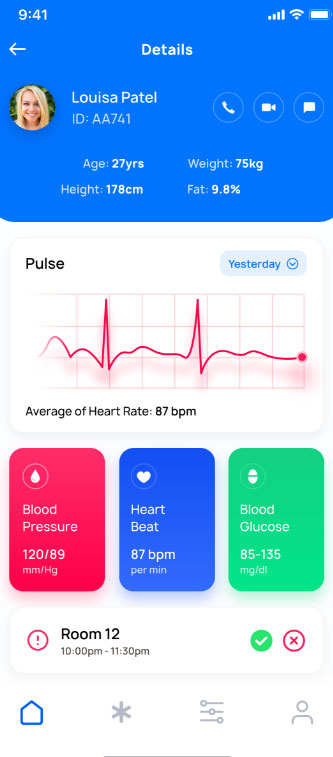 9:41
Details
Louisa Patel
ID: AA741
Age: 27yrs Weight: 75kg
Height: 178cm Fat: 9.8%
Pulse Yesterday
Average of Heart Rate: 87 bpm
Blood Pressure
120/89
mm/Hg
Heart Beat
87 bpm
per min
Blood Glucose
85-135
mg/dl
Room 12
10:00pm - 11:30pm